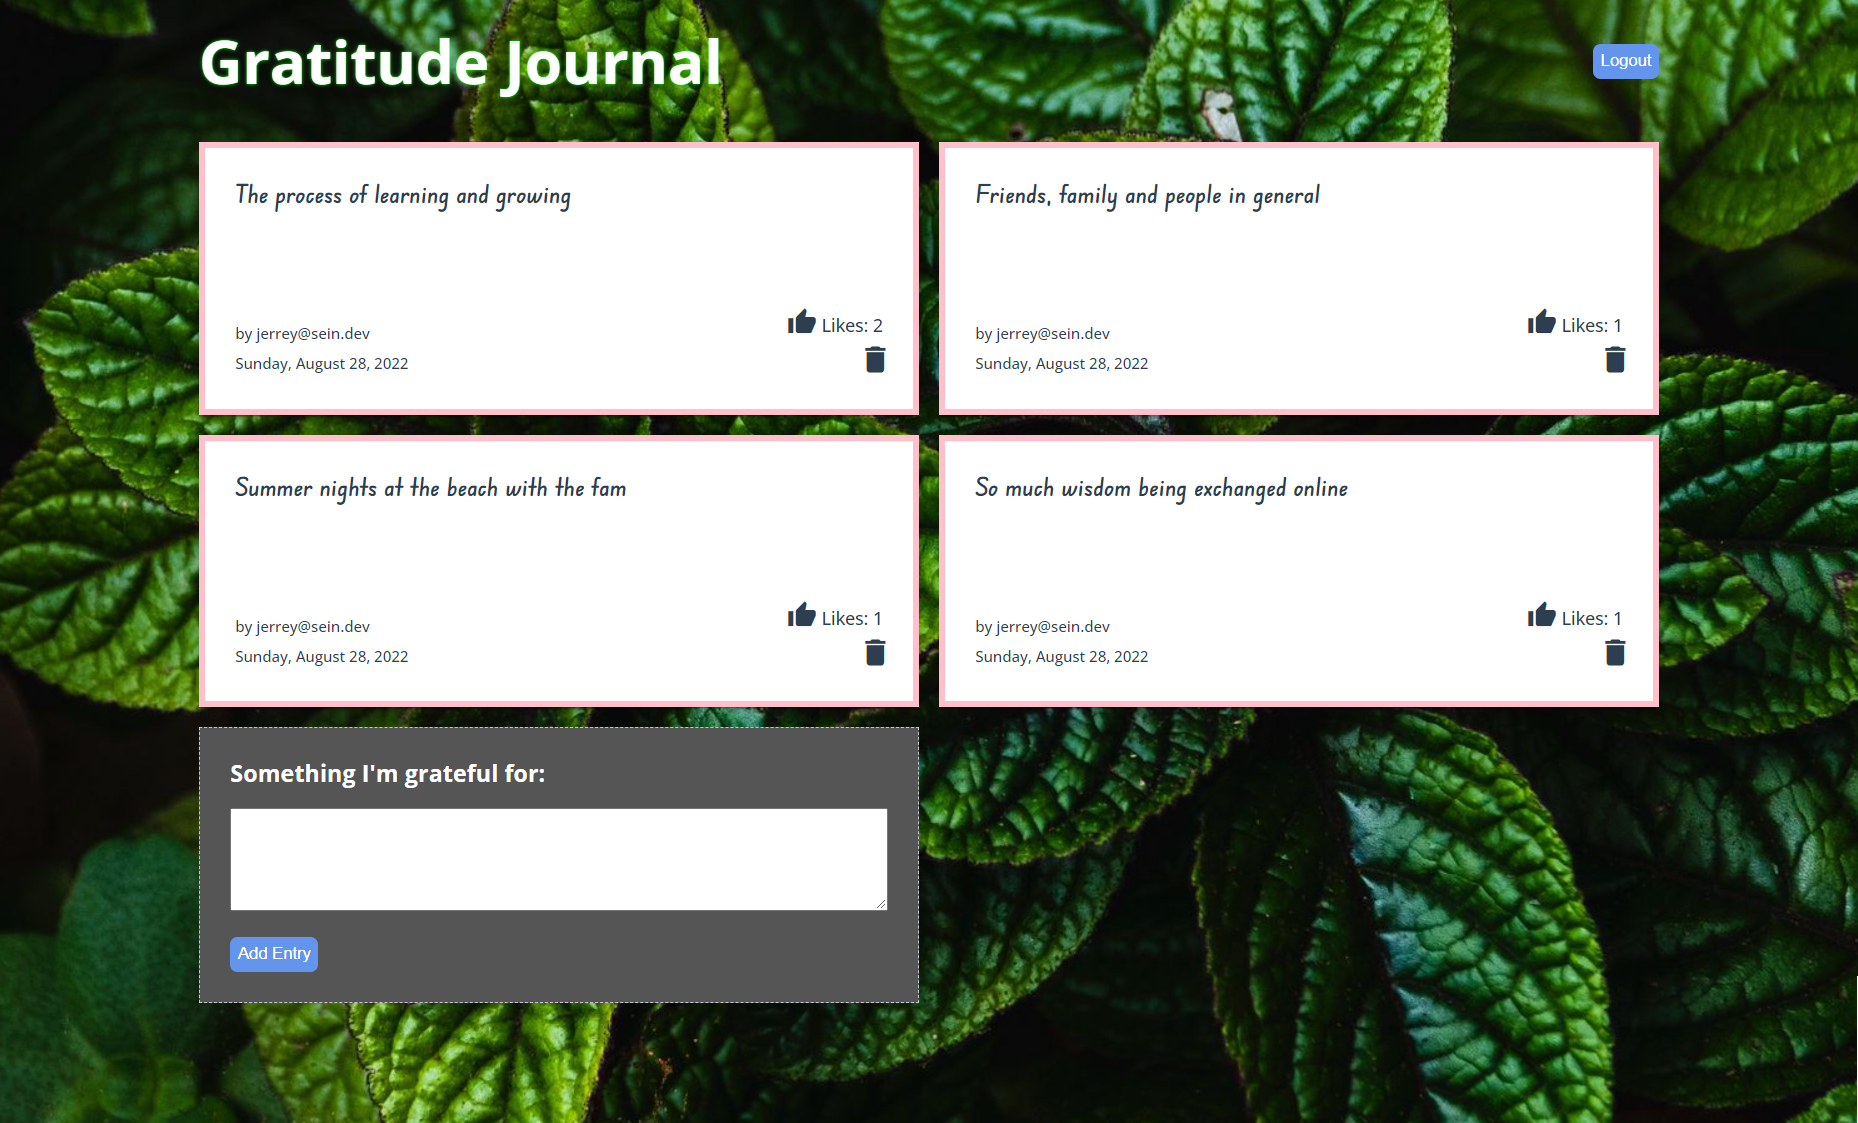 Gratitude Journal
Logout
The process of learning and growing
by jerrey@sein.dev
Sunday, August 28, 2022
Likes: 2
Friends, family and people in general
by jerrey@sein.dev
Sunday, August 28, 2022
Likes: 1
Summer nights at the beach with the fam
by jerrey@sein.dev
Sunday, August 28, 2022
Likes: 1
So much wisdom being exchanged online
by jerrey@sein.dev
Sunday, August 28, 2022
Likes: 1
Something I'm grateful for:
Add Entry